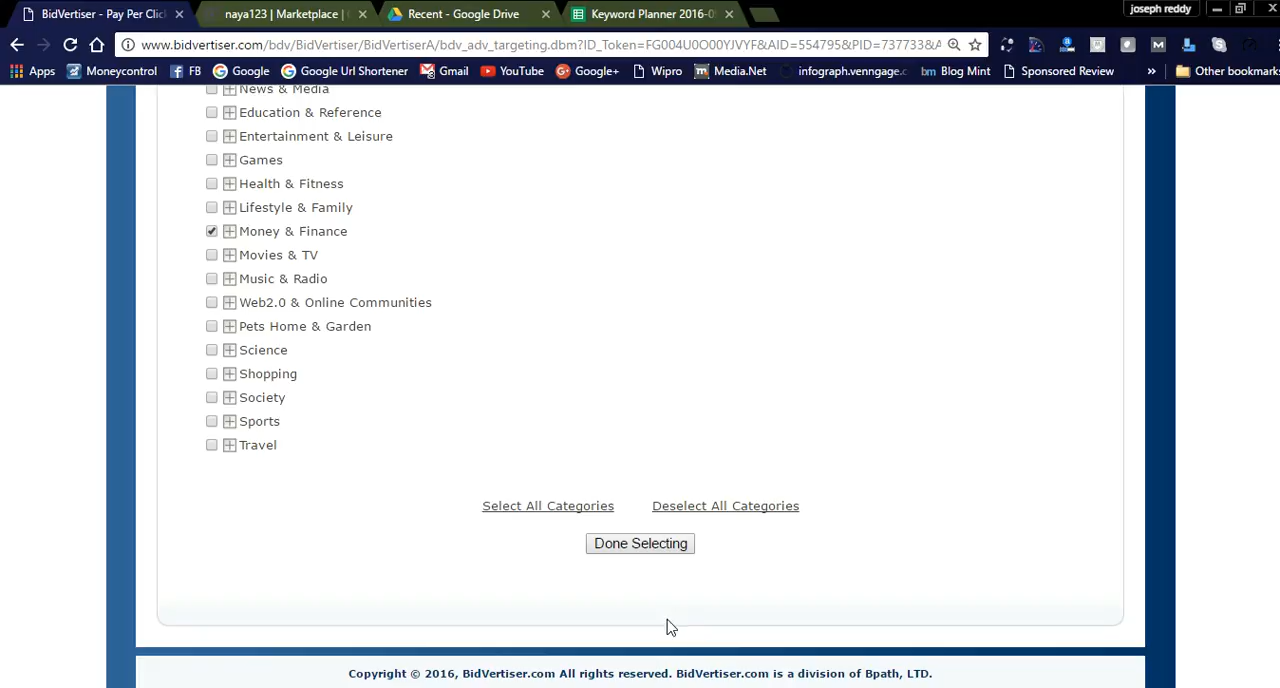 BidVertiser - Pay Per Clic
naya123 | Marketplace |
Recent - Google Drive
Keyword Planner 2016-0
joseph reddy
www.bidvertiser.com/bdv/BidVertiser/BidVertiserA/bdv_adv_targeting.dbm?ID_Token=FG004U0O00YJVYF&AID=554795&PID=737733&A
Apps
Moneycontrol
FB
Google
Google Url Shortener
Gmail
YouTube
Google+
Wipro
Media.Net
infograph.venngage.c
bm Blog Mint
Sponsored Review
»
Other bookmarks
News & Media
Education & Reference
Entertainment & Leisure
Games
Health & Fitness
Lifestyle & Family
Money & Finance
Movies & TV
Music & Radio
Web2.0 & Online Communities
Pets Home & Garden
Science
Shopping
Society
Sports
Travel
Select All Categories Deselect All Categories
Done Selecting
Copyright © 2016, BidVertiser.com All rights reserved. BidVertiser.com is a division of Bpath, LTD.